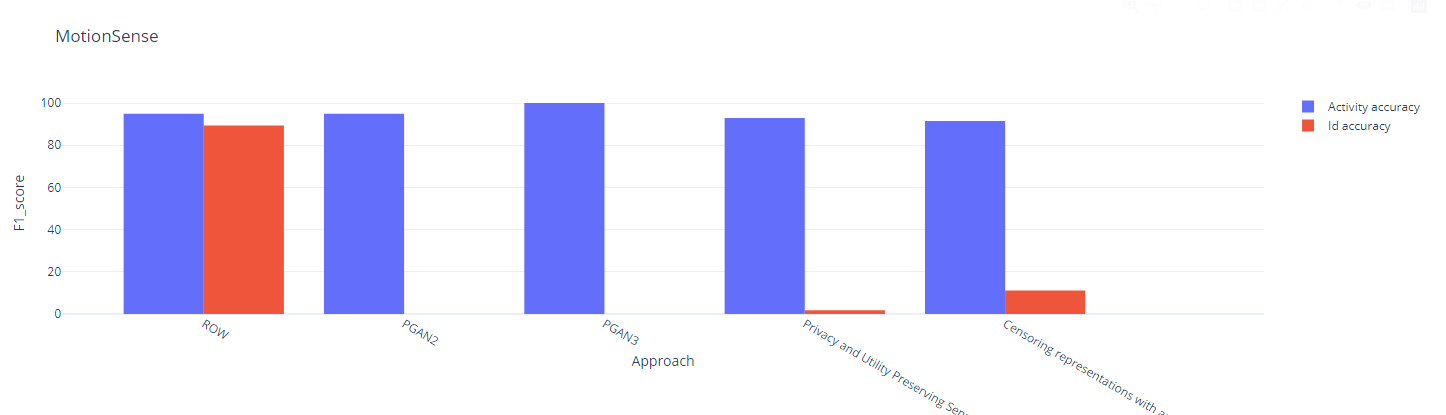 MotionSense
100
80
60
40
20
0
F1_score
ROW
PGAN2
PGAN3
Privacy and Utility Preserving
Censoring representations with
Approach
Activity accuracy
Id accuracy